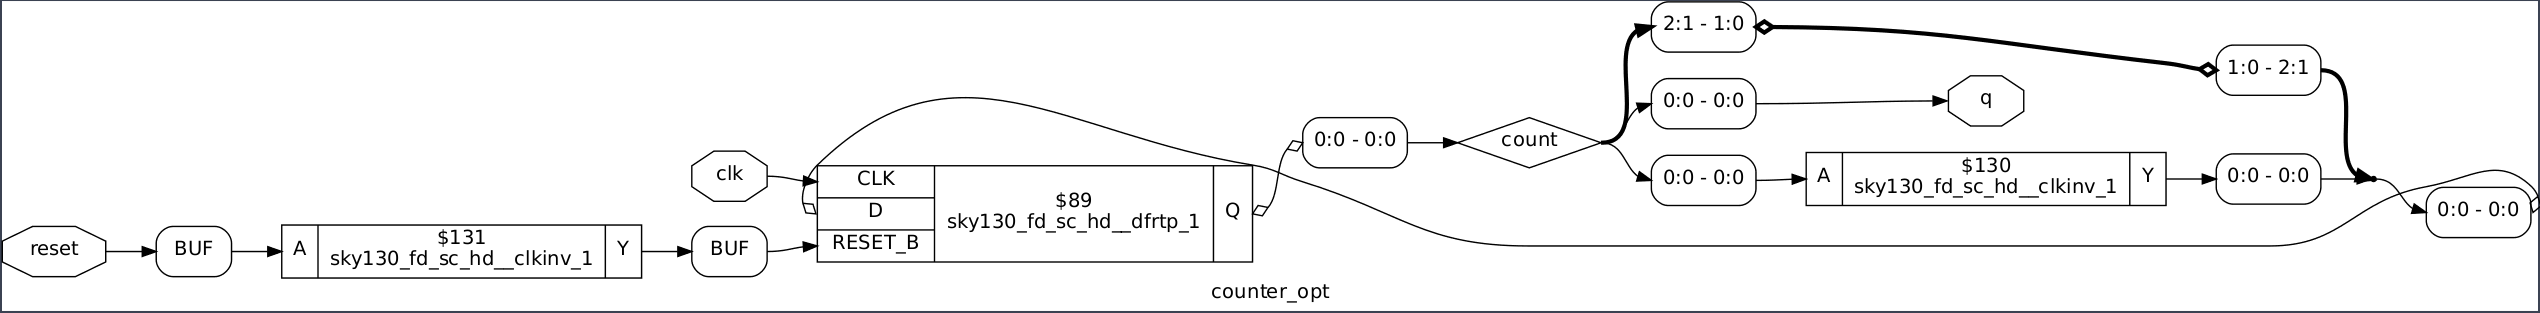 reset
BUF
A
$131
sky130_fd_sc_hd__clkinv_1
Y
BUF
clk
CLK
D
RESET_B
$89
sky130_fd_sc_hd__dfrtp_1
Q
0:0 - 0:0
count
2:1 - 1:0
0:0 - 0:0
0:0 - 0:0
q
A
$130
sky130_fd_sc_hd__clkinv_1
Y
1:0 - 2:1
0:0 - 0:0
0:0 - 0:0
counter_opt